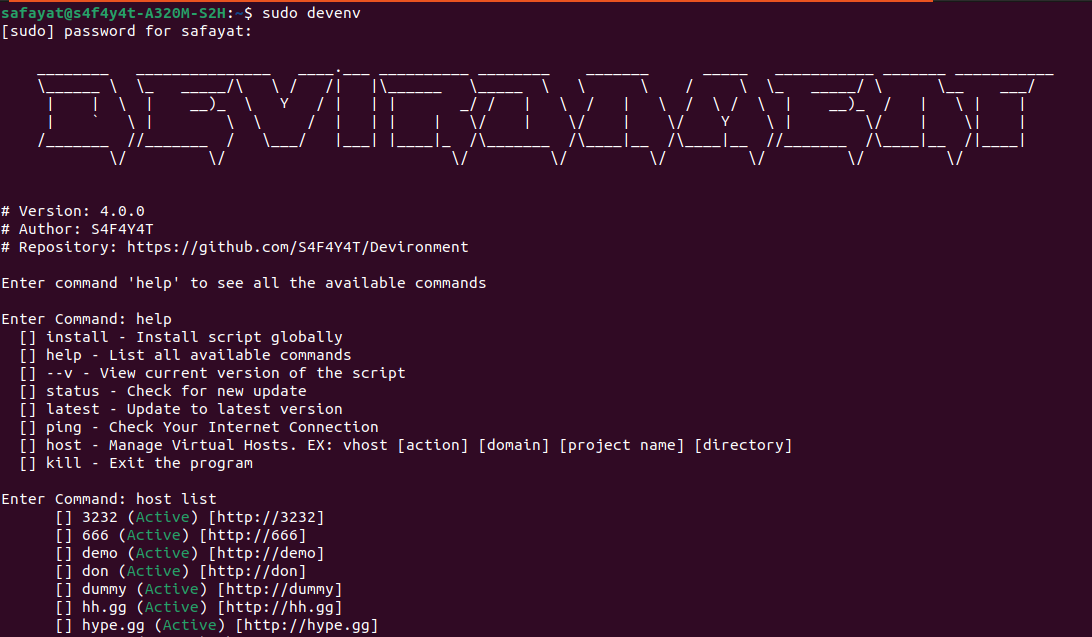 safayat@s4f4y4t-A320M-S2H:~$ sudo devenv
[sudo] password for safayat:
DEVIRONMENT
# Version: 4.0.0
# Author: S4F4Y4T
# Repository: https://github.com/S4F4Y4T/Devironment
Enter command 'help' to see all the available commands
Enter Command: help
[] install - Install script globally
[] help - List all available commands
[] --v - View current version of the script
[] status - Check for new update
[] latest - Update to latest version
[] ping - Check Your Internet Connection
[] host - Manage Virtual Hosts. EX: vhost [action] [domain] [project name] [directory]
[] kill - Exit the program
Enter Command: host list
[] 3232 (Active) [http://3232]
[] 666 (Active) [http://666]
[] demo (Active) [http://demo]
[] don (Active) [http://don]
[] dummy (Active) [http://dummy]
[] hh.gg (Active) [http://hh.gg]
[] hype.gg (Active) [http://hype.gg]